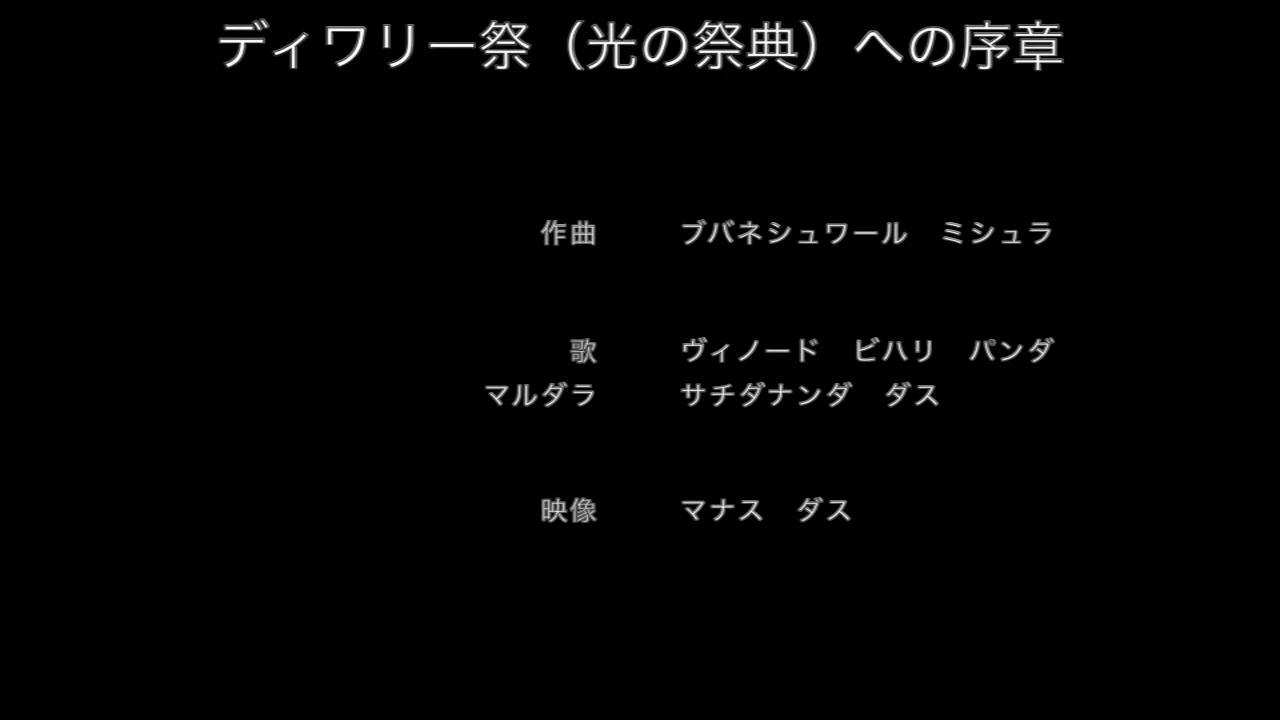 ディワリー祭（光の祭典）への序章
作曲　ブバネシュワール　ミシュラ
歌　ヴィノード　ビハリ　パンダ
マルダラ　サチダナンダ　ダス
映像　マナス　ダス